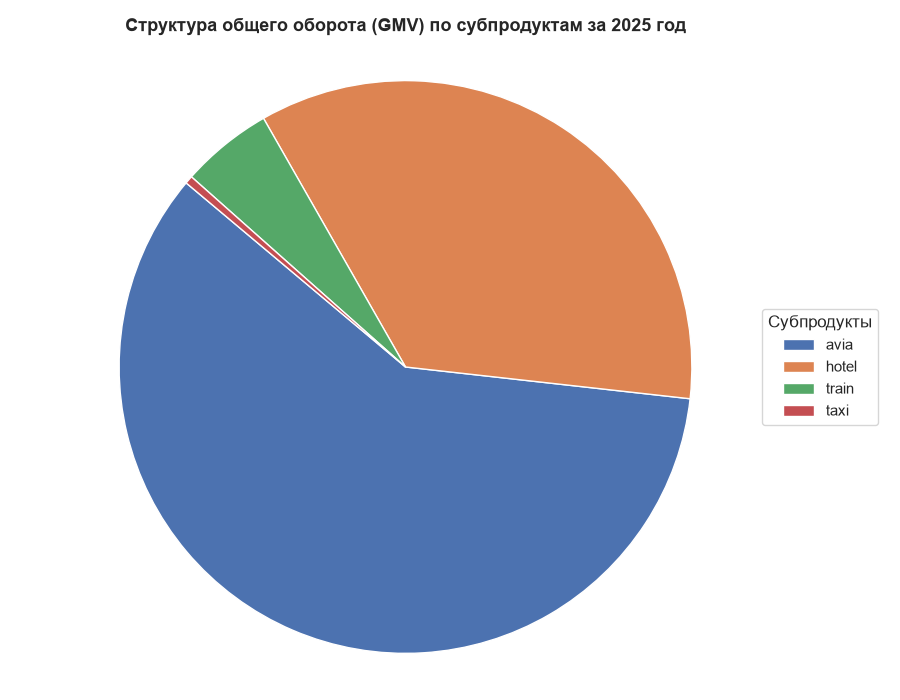 Структура общего оборота (GMV) по субпродуктам за 2025 год
Субпродукты
avia
hotel
train
taxi